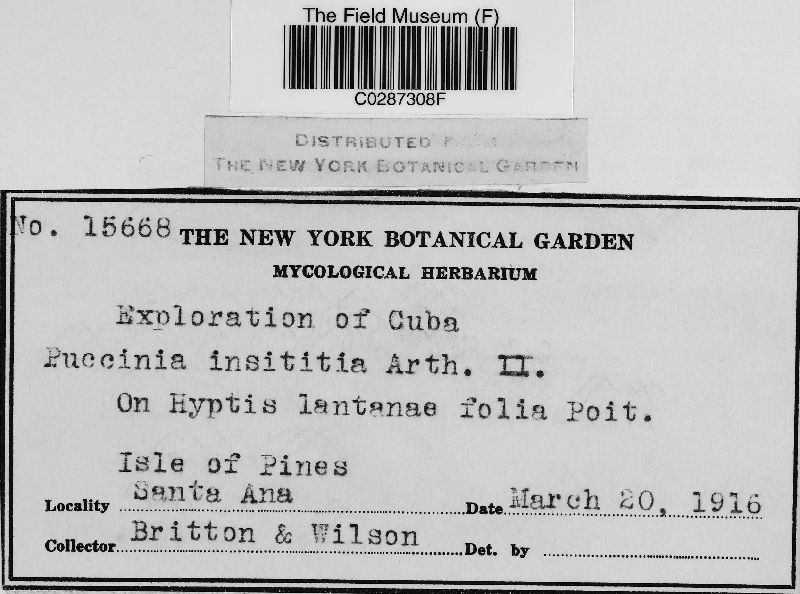 The Field Museum (F)
C0287308F
DISTRIBUTED FROM
THE NEW YORK BOTANICAL GARDEN
No. 15668 THE NEW YORK BOTANICAL GARDEN
MYCOLOGICAL HERBARIUM
Exploration of Cuba
Puccinia insititia Arth. II.
On Hyptis lantanae folia Poit.
Isle of Pines
Locality Santa Ana Date March 20, 1916
Collector Britton & Wilson Det. by